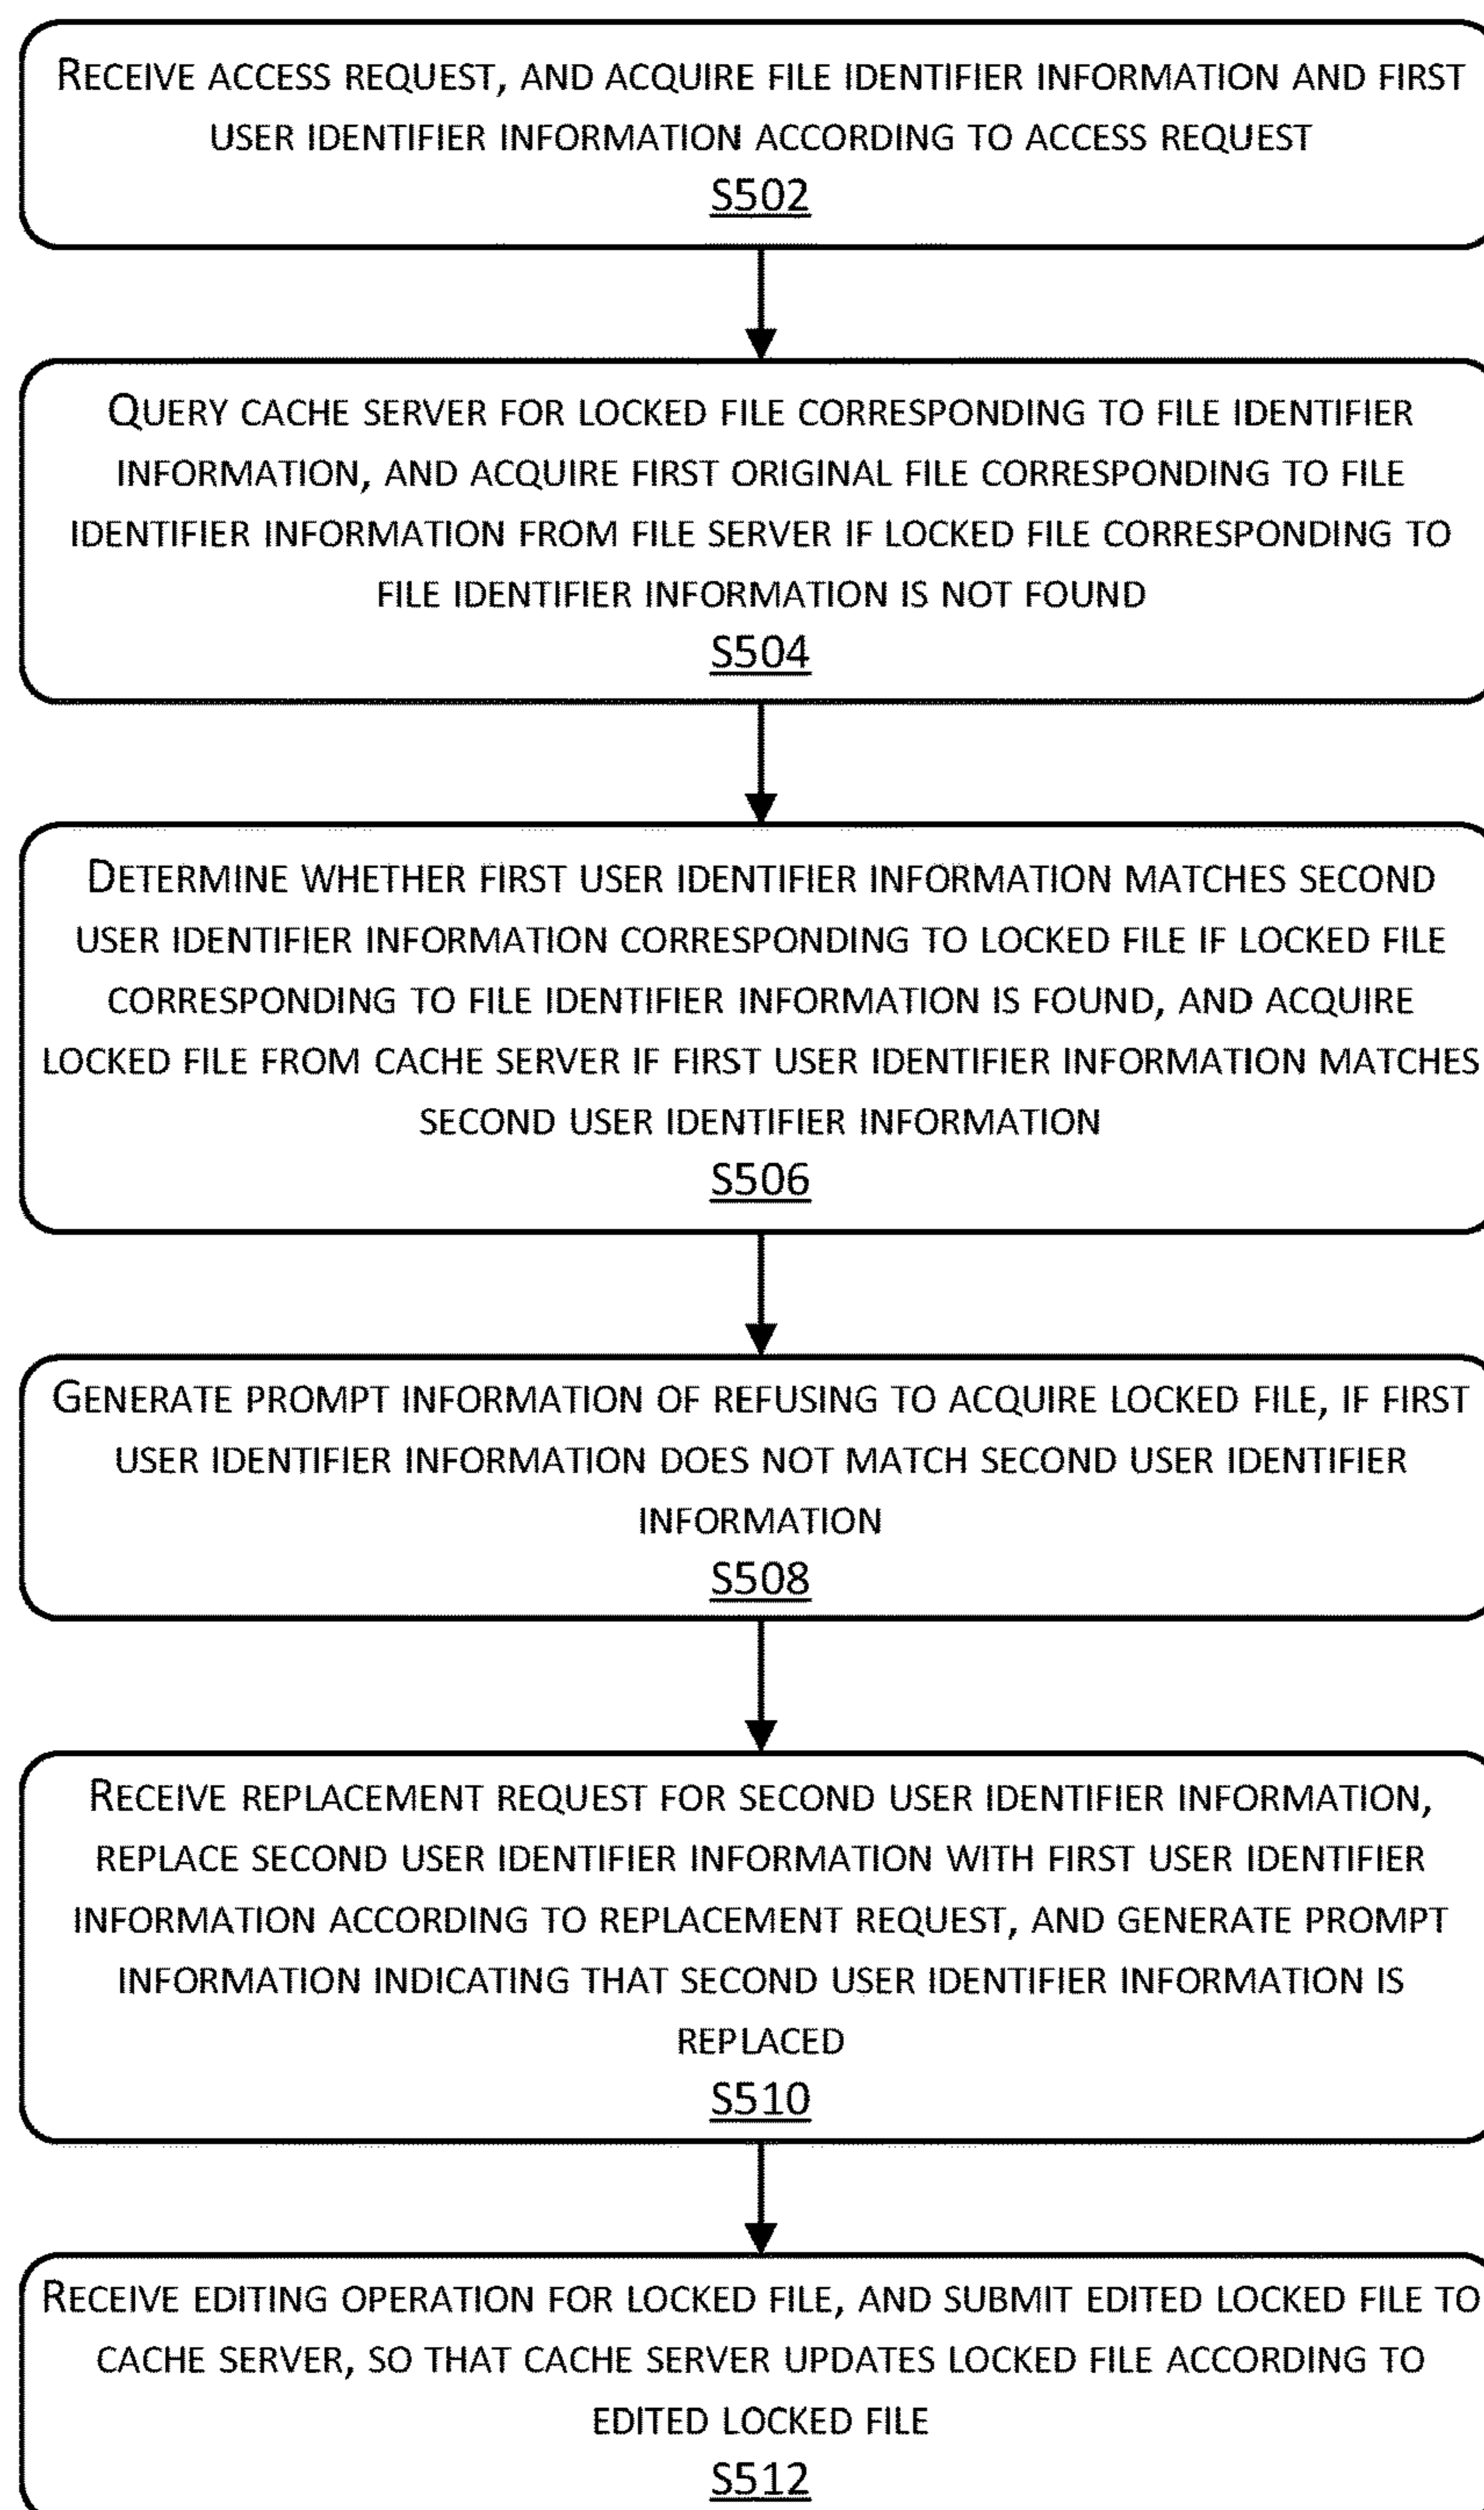 RECEIVE ACCESS REQUEST, AND ACQUIRE FILE IDENTIFIER INFORMATION AND FIRST
USER IDENTIFIER INFORMATION ACCORDING TO ACCESS REQUEST
S502
QUERY CACHE SERVER FOR LOCKED FILE CORRESPONDING TO FILE IDENTIFIER
INFORMATION, AND ACQUIRE FIRST ORIGINAL FILE CORRESPONDING TO FILE
IDENTIFIER INFORMATION FROM FILE SERVER IF LOCKED FILE CORRESPONDING TO
FILE IDENTIFIER INFORMATION IS NOT FOUND
S504
DETERMINE WHETHER FIRST USER IDENTIFIER INFORMATION MATCHES SECOND
USER IDENTIFIER INFORMATION CORRESPONDING TO LOCKED FILE IF LOCKED FILE
CORRESPONDING TO FILE IDENTIFIER INFORMATION IS FOUND, AND ACQUIRE
LOCKED FILE FROM CACHE SERVER IF FIRST USER IDENTIFIER INFORMATION MATCHES
SECOND USER IDENTIFIER INFORMATION
S506
GENERATE PROMPT INFORMATION OF REFUSING TO ACQUIRE LOCKED FILE, IF FIRST
USER IDENTIFIER INFORMATION DOES NOT MATCH SECOND USER IDENTIFIER
INFORMATION
S508
RECEIVE REPLACEMENT REQUEST FOR SECOND USER IDENTIFIER INFORMATION,
REPLACE SECOND USER IDENTIFIER INFORMATION WITH FIRST USER IDENTIFIER
INFORMATION ACCORDING TO REPLACEMENT REQUEST, AND GENERATE PROMPT
INFORMATION INDICATING THAT SECOND USER IDENTIFIER INFORMATION IS
REPLACED
S510
RECEIVE EDITING OPERATION FOR LOCKED FILE, AND SUBMIT EDITED LOCKED FILE TO
CACHE SERVER, SO THAT CACHE SERVER UPDATES LOCKED FILE ACCORDING TO
EDITED LOCKED FILE
S512